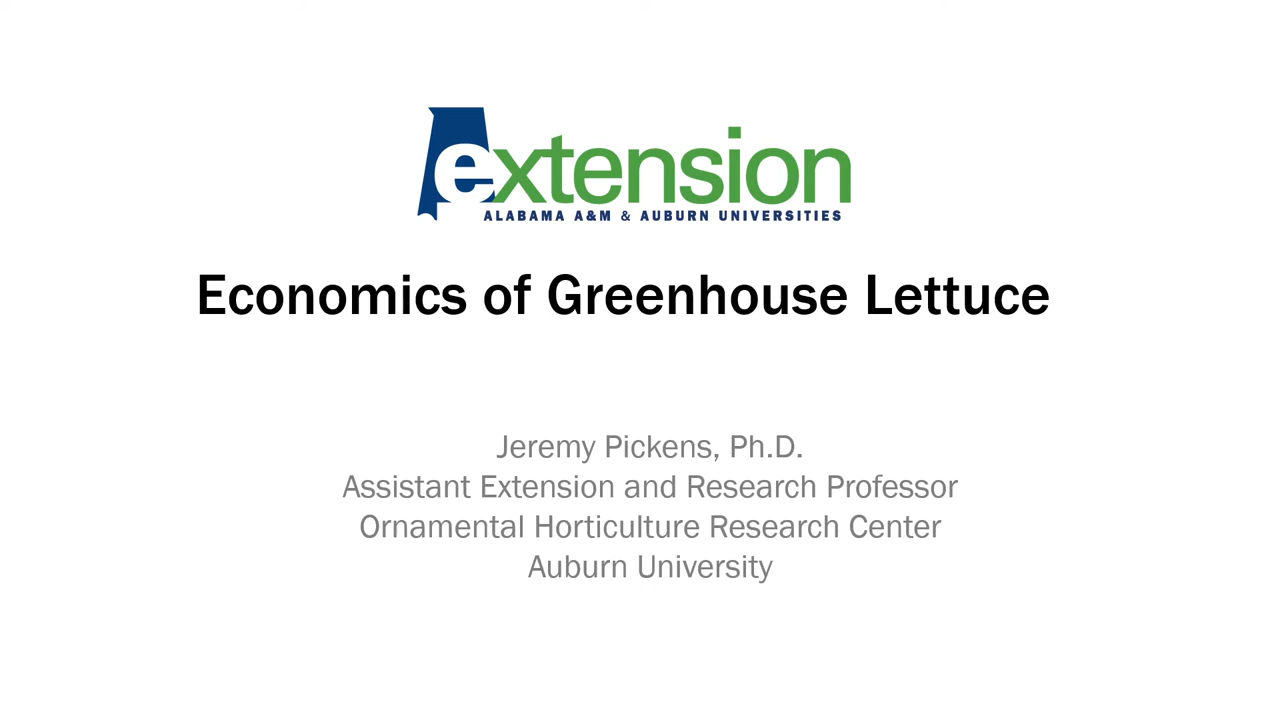 extension
ALABAMA A&M & AUBURN UNIVERSITIES
Economics of Greenhouse Lettuce
Jeremy Pickens, Ph.D.
Assistant Extension and Research Professor
Ornamental Horticulture Research Center
Auburn University